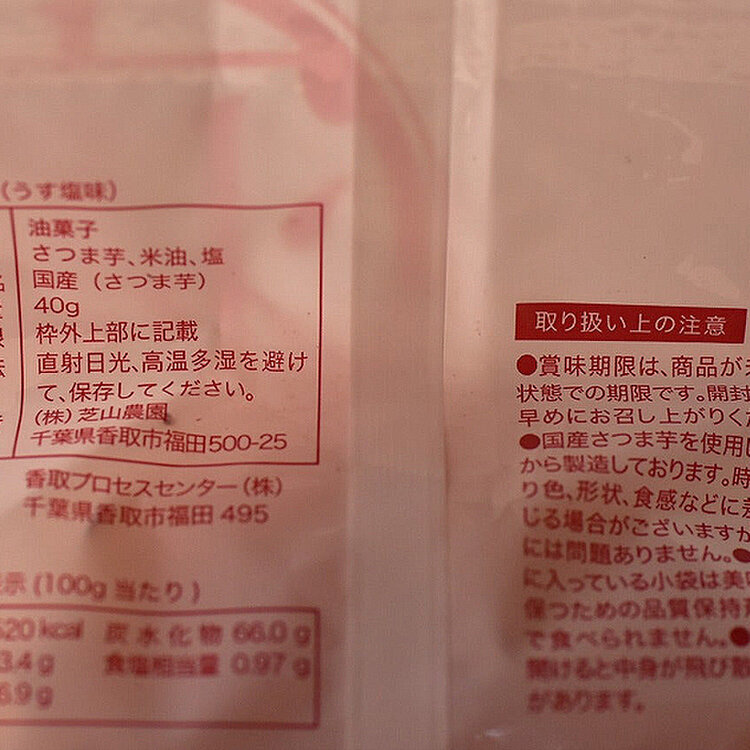 (うす塩味)
油菓子
さつま芋、米油、塩
国産(さつま芋)
40g
枠外上部に記載
直射日光、高温多湿を避け
て、保存してください。
(株)芝山農園
千葉県香取市福田500-25
香取プロセスセンター(株)
千葉県香取市福田 495
示(100g 当たり)
520 kcal 炭水化物 66.0 g
3.4 g 食塩相当量 0.97 g
6.9 g
取り扱い上の注意
●賞味期限は、商品が
状態での期限です。開封
早めにお召し上がりく
●国産さつま芋を使用
から製造しております。時
り色、形状、食感などに
じる場合がございますが
には問題ありません。●
に入っている小袋は美
保つための品質保持
で食べられません。●
開けると中身が飛び散
があります。